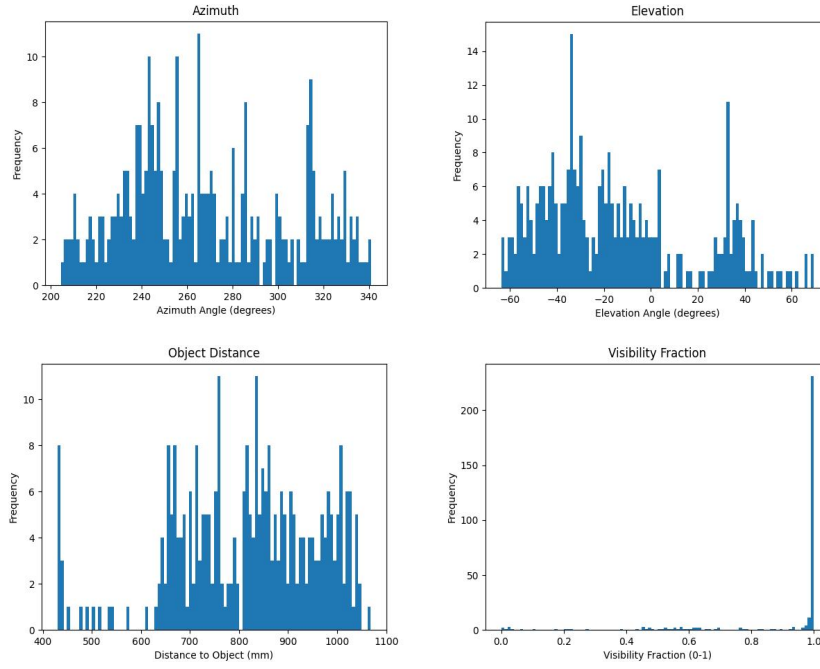 Azimuth
Frequency
0
2
4
6
8
10
200 220 240 260 280 300 320 340
Azimuth Angle (degrees)
Elevation
Frequency
0
2
4
6
8
10
12
14
−60 −40 −20 0 20 40 60
Elevation Angle (degrees)
Object Distance
Frequency
0
2
4
6
8
10
400 500 600 700 800 900 1000 1100
Distance to Object (mm)
Visibility Fraction
Frequency
0
50
100
150
200
0.0 0.2 0.4 0.6 0.8 1.0
Visibility Fraction (0-1)